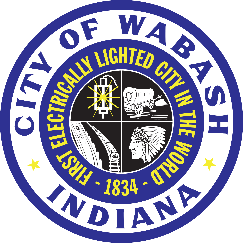 CITY OF WABASH
INDIANA
FIRST ELECTRICALLY LIGHTED CITY IN THE WORLD
- 1834 -